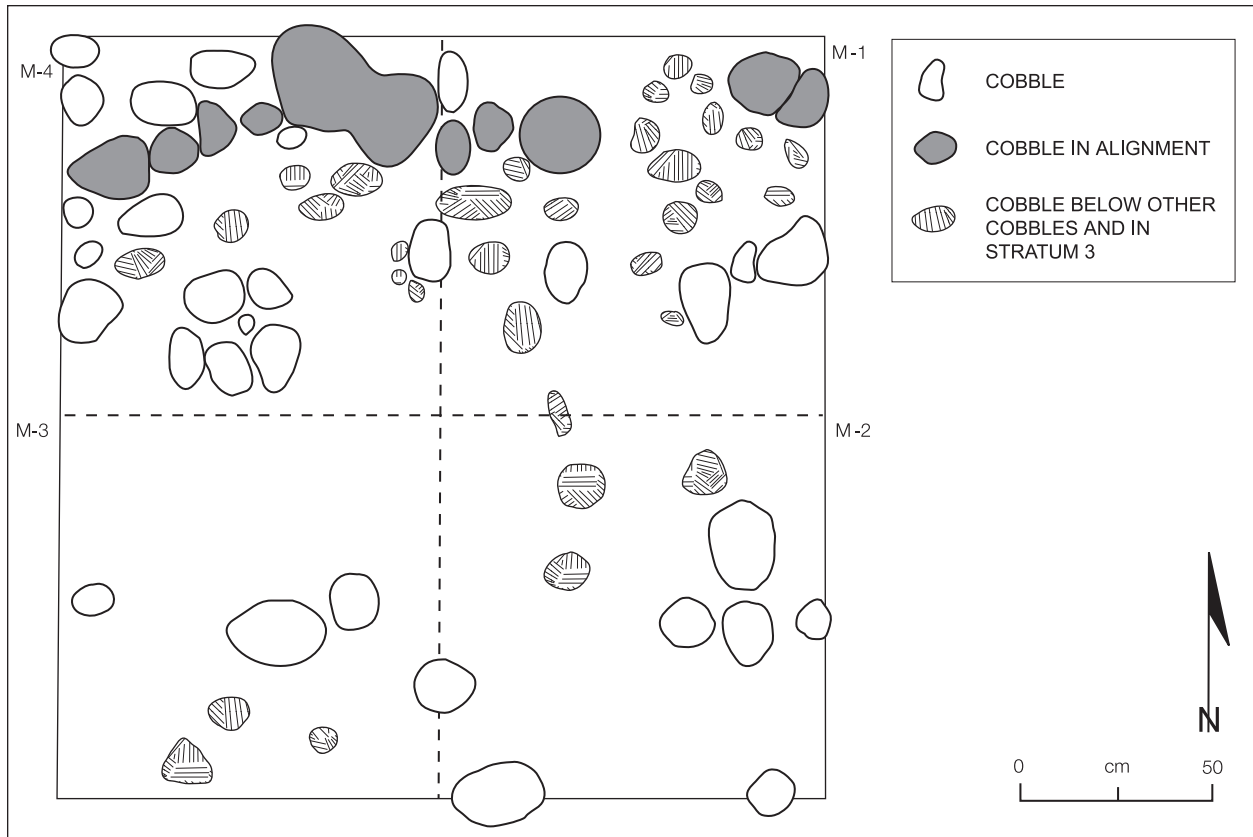 M-4
M-1
COBBLE
COBBLE IN ALIGNMENT
COBBLE BELOW OTHER
COBBLES AND IN
STRATUM 3
M-3
M-2
N
0 cm 50